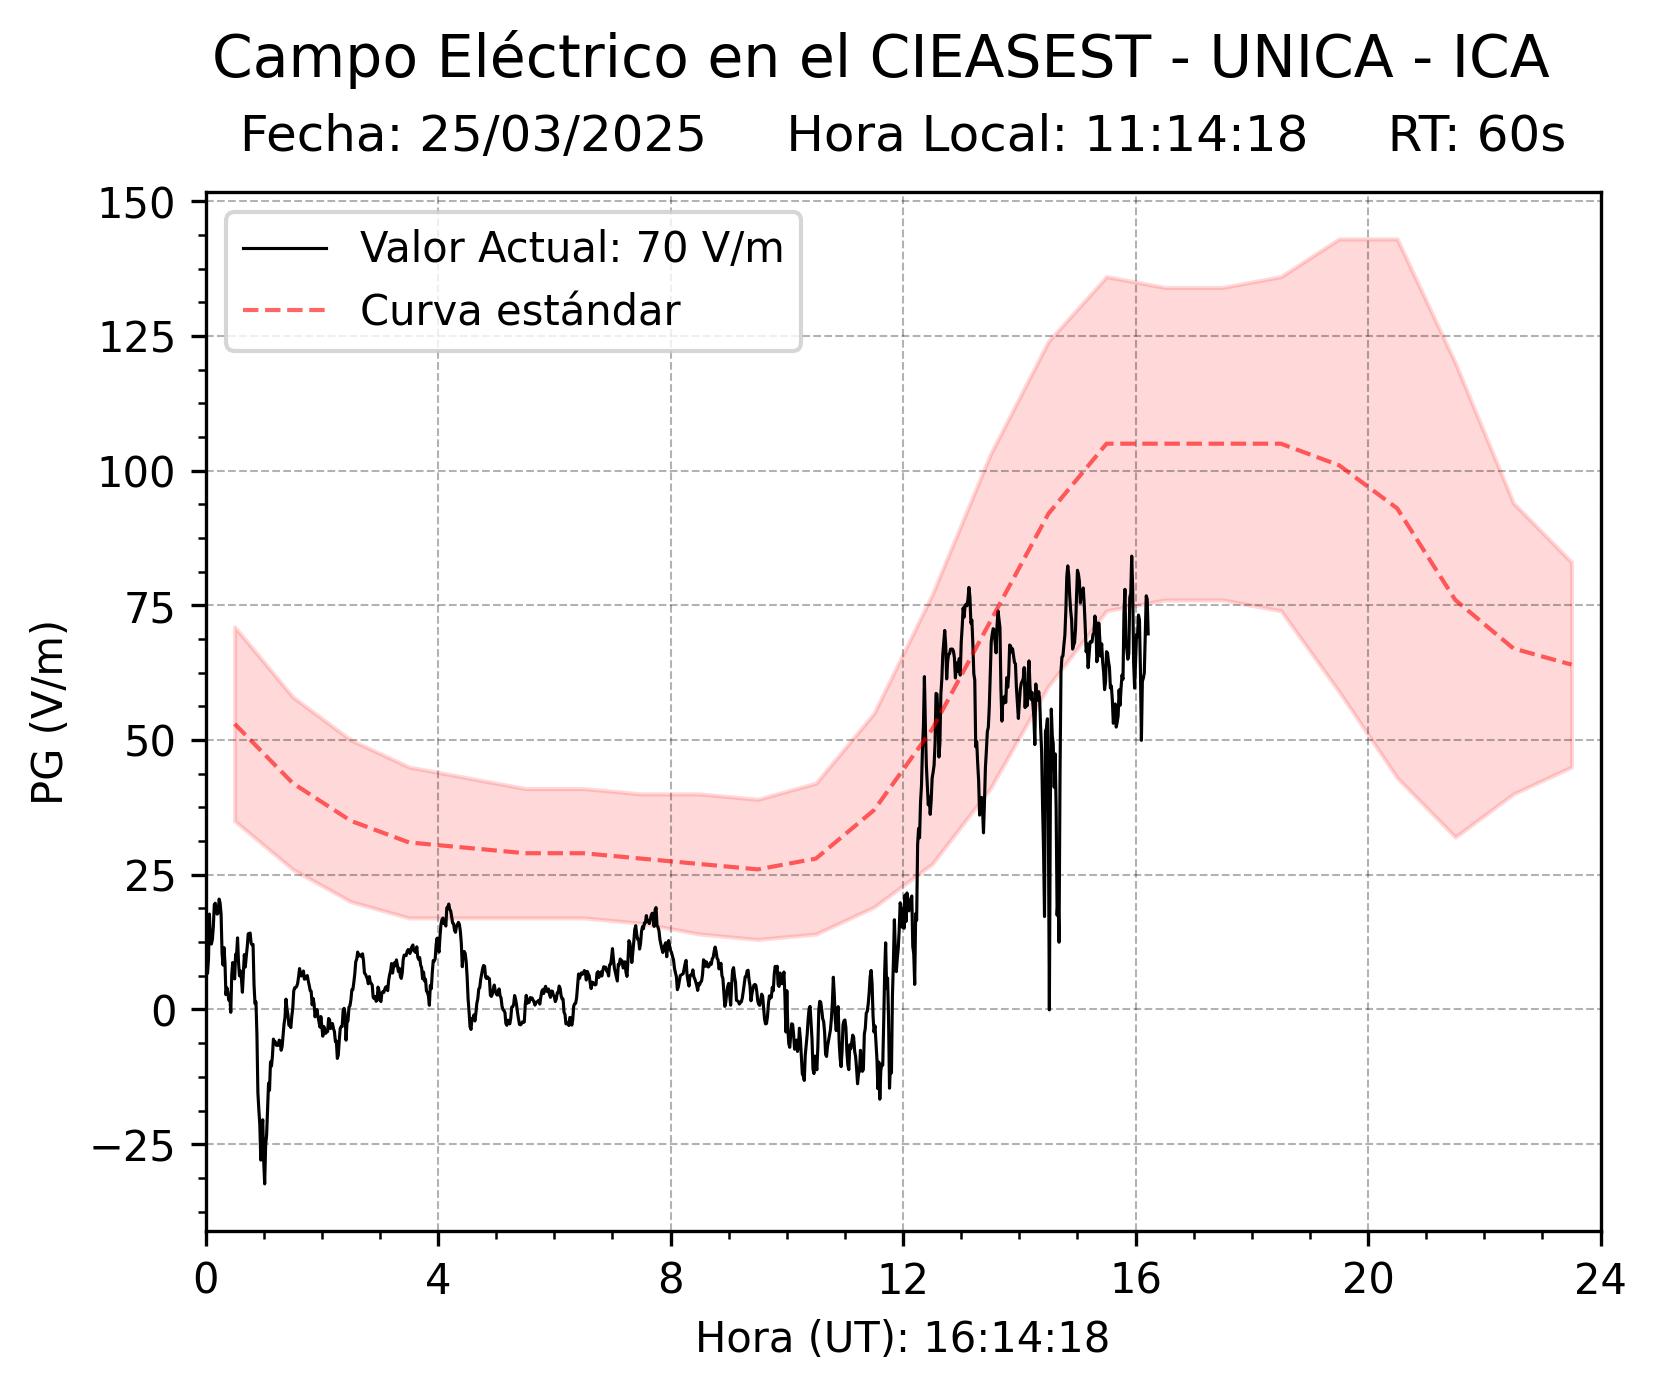 Campo Eléctrico en el CIEASEST - UNICA - ICA
Fecha: 25/03/2025 Hora Local: 11:14:18 RT: 60s
Valor Actual: 70 V/m
Curva estándar
PG (V/m)
150
125
100
75
50
25
0
−25
0 4 8 12 16 20 24
Hora (UT): 16:14:18